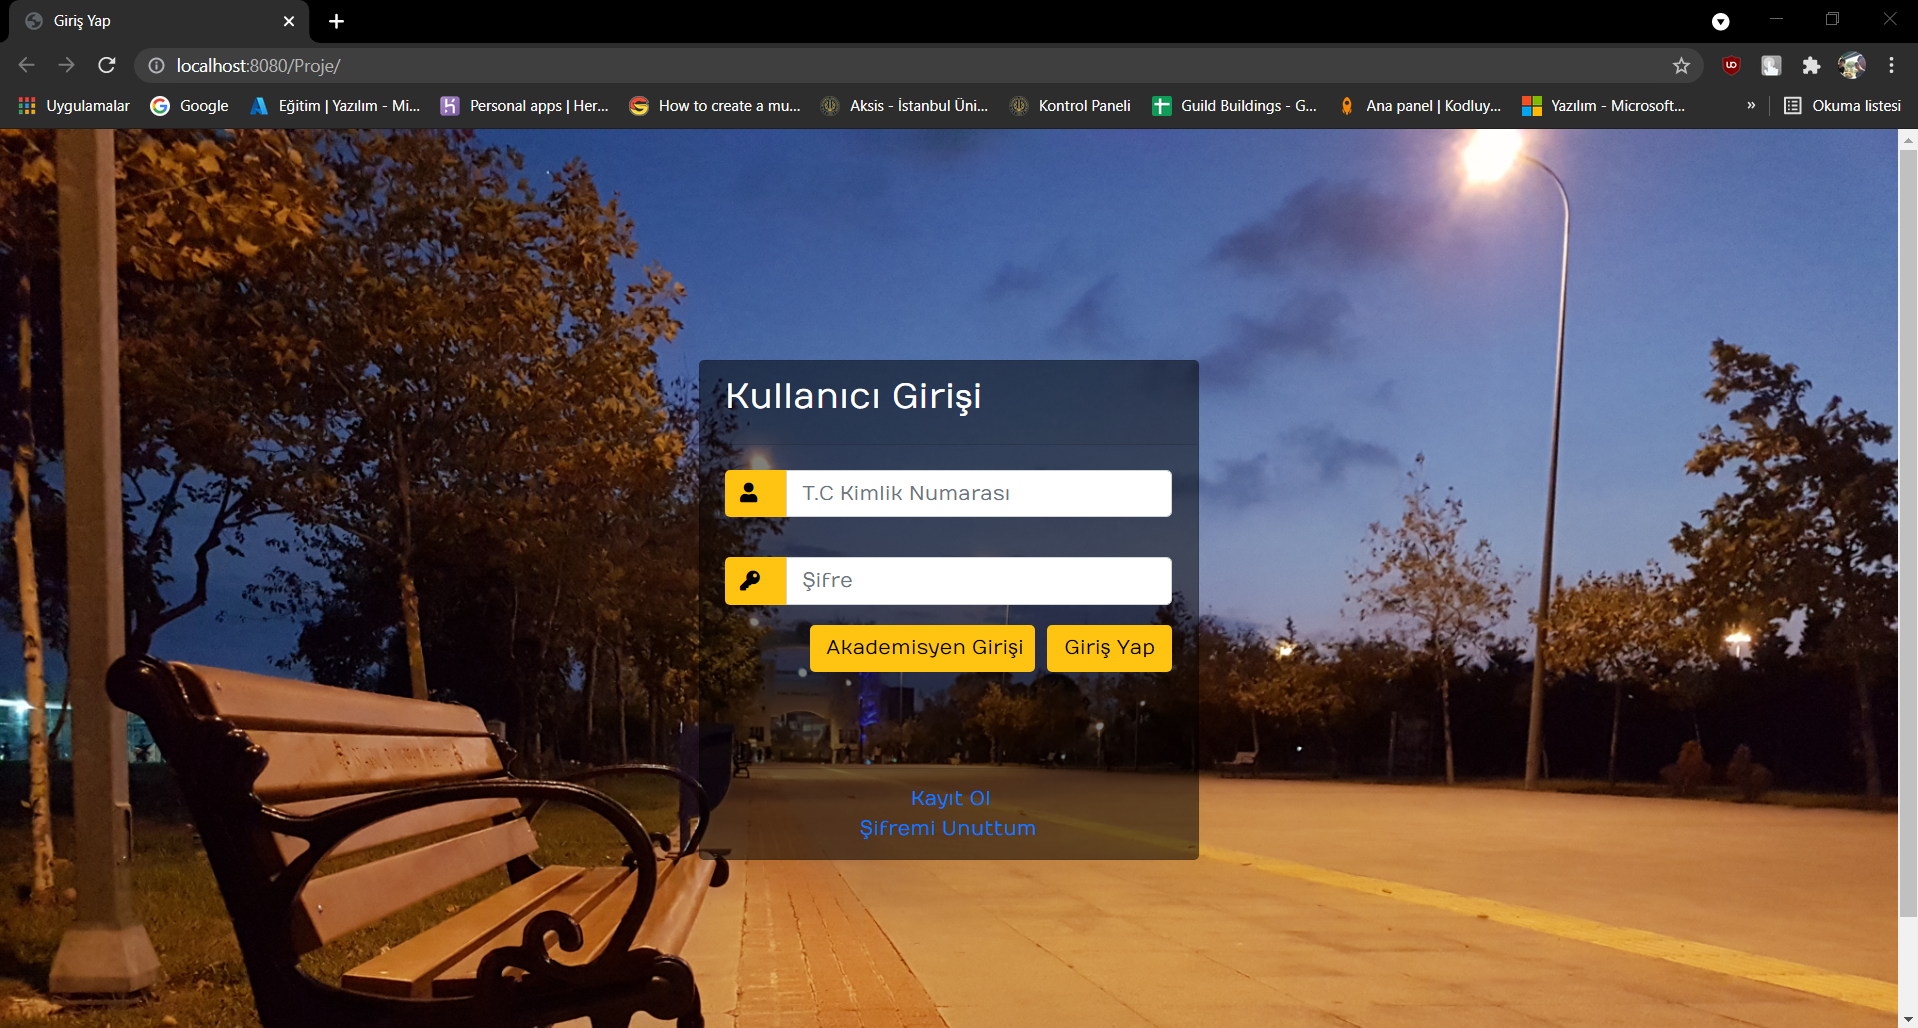 Giriş Yap
localhost:8080/Proje/
Uygulamalar Google Eğitim | Yazılım - Mi... Personal apps | Her... How to create a mu... Aksis - İstanbul Üni... Kontrol Paneli Guild Buildings - G... Ana panel | Kodluy... Yazılım - Microsoft... » Okuma listesi
Kullanıcı Girişi
T.C Kimlik Numarası
Şifre
Akademisyen Girişi Giriş Yap
Kayıt Ol
Şifremi Unuttum